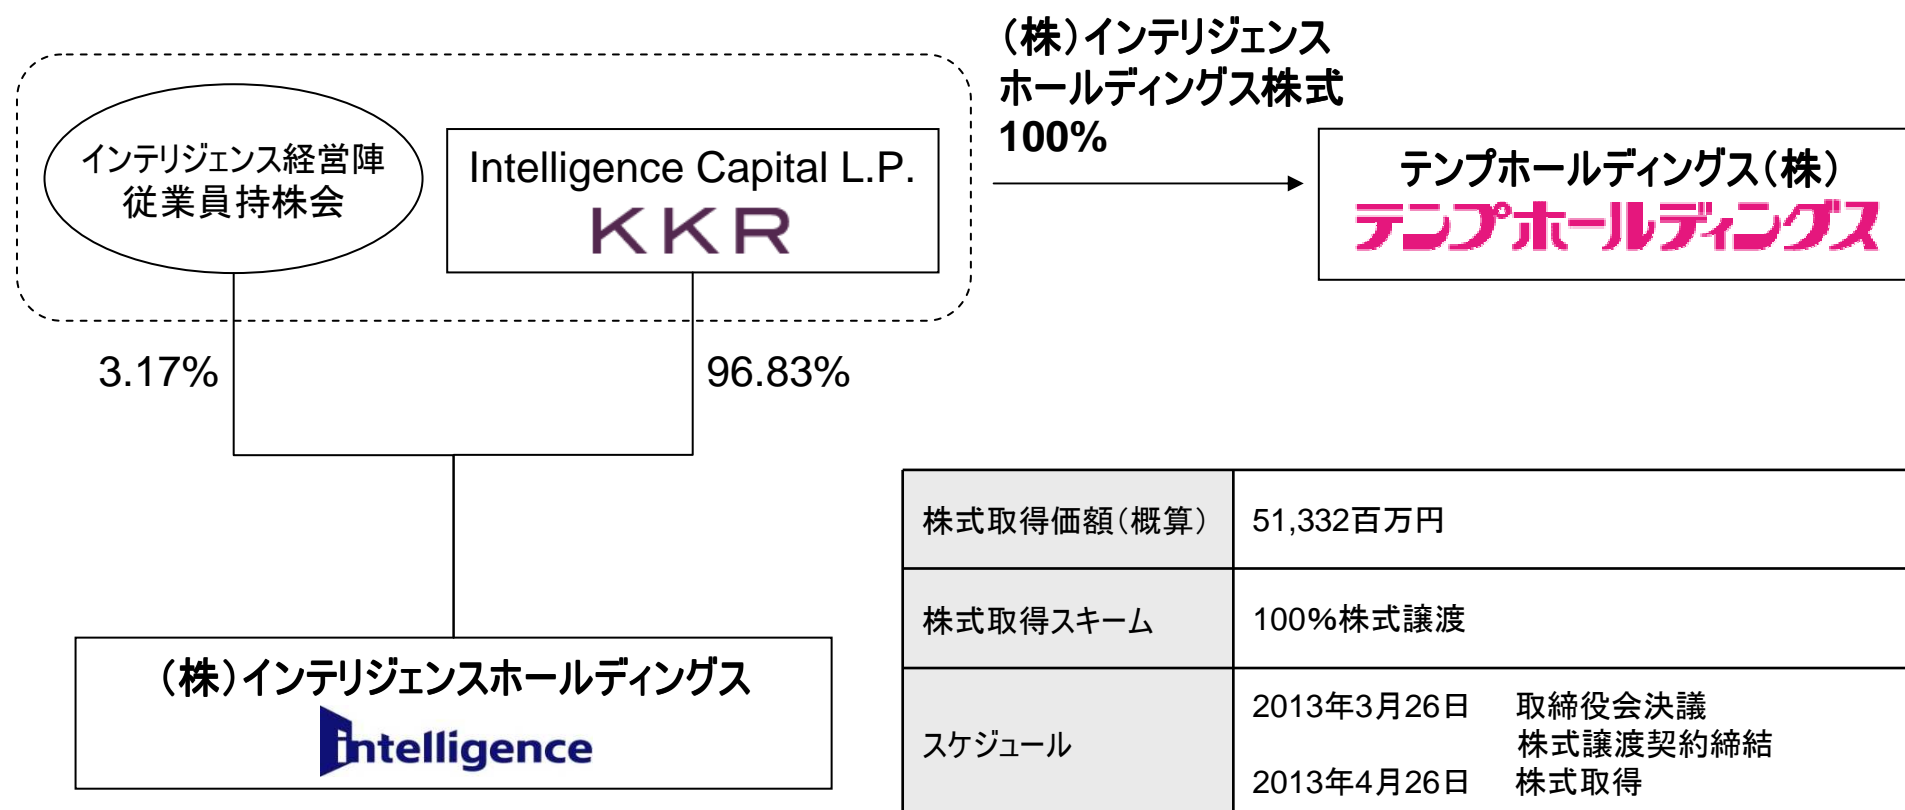 (株)インテリジェンス
ホールディングス株式
100%
インテリジェンス経営陣
従業員持株会
Intelligence Capital L.P.
KKR
テンプホールディングス(株)
テンプホールディングス
3.17%
96.83%
(株)インテリジェンスホールディングス
intelligence
株式取得価額(概算) 51,332百万円
株式取得スキーム 100%株式譲渡
スケジュール
2013年3月26日 取締役会決議
株式譲渡契約締結
2013年4月26日 株式取得